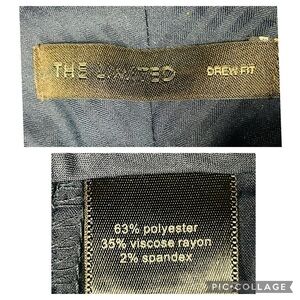 THE LIMITED
DREW FIT
63% polyester
35% viscose rayon
2% spandex
PIC•COLLAGE